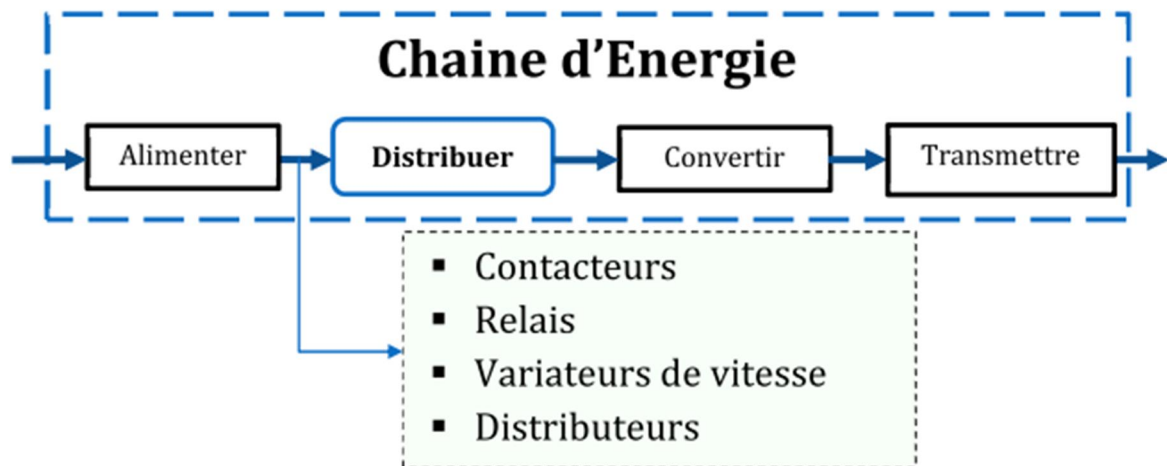 Chaine d'Energie
Alimenter
Distribuer
Convertir
Transmettre
▪ Contacteurs
▪ Relais
▪ Variateurs de vitesse
▪ Distributeurs